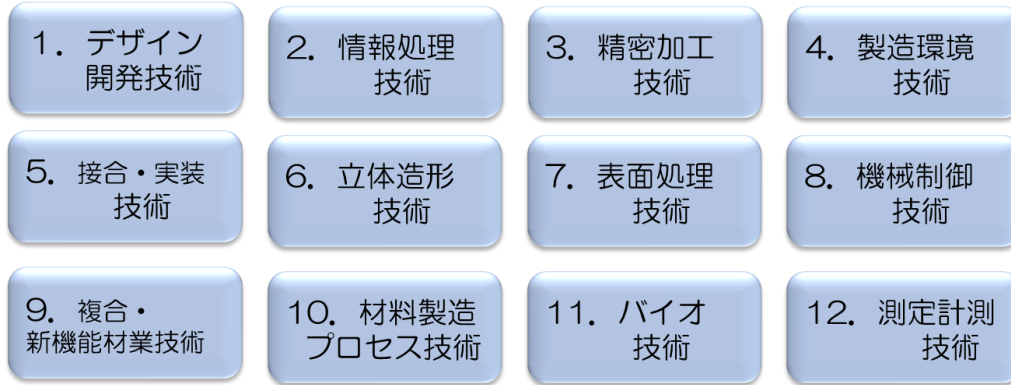 1．デザイン
開発技術
2．情報処理
技術
3．精密加工
技術
4．製造環境
技術
5．接合・実装
技術
6．立体造形
技術
7．表面処理
技術
8．機械制御
技術
9．複合・
新機能材業技術
10．材料製造
プロセス技術
11．バイオ
技術
12．測定計測
技術